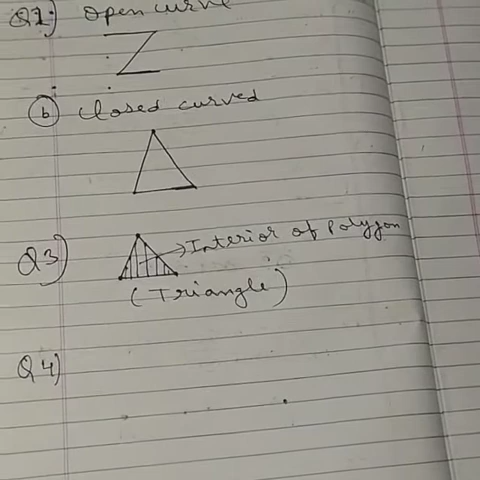 Q1) Open curve
(b) Closed curved
Q3) Interior of Polygon
(Triangle)
Q4)